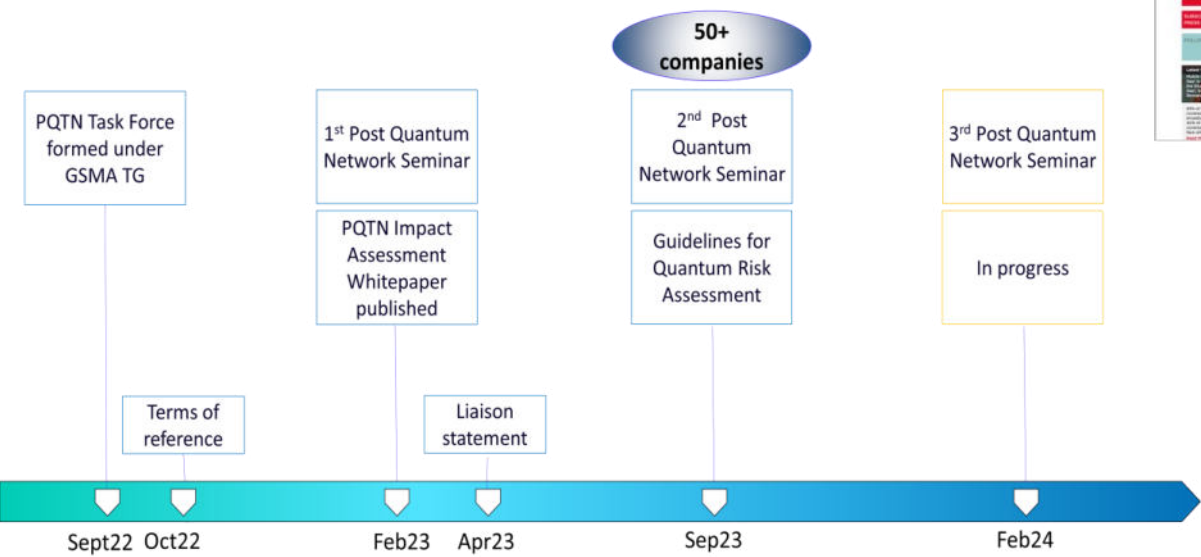 50+
companies
PQTN Task Force
formed under
GSMA TG
1st Post Quantum
Network Seminar
2nd Post
Quantum
Network Seminar
3rd Post Quantum
Network Seminar
PQTN Impact
Assessment
Whitepaper
published
Guidelines for
Quantum Risk
Assessment
In progress
Terms of
reference
Liaison
statement
Sept22 Oct22 Feb23 Apr23 Sep23 Feb24